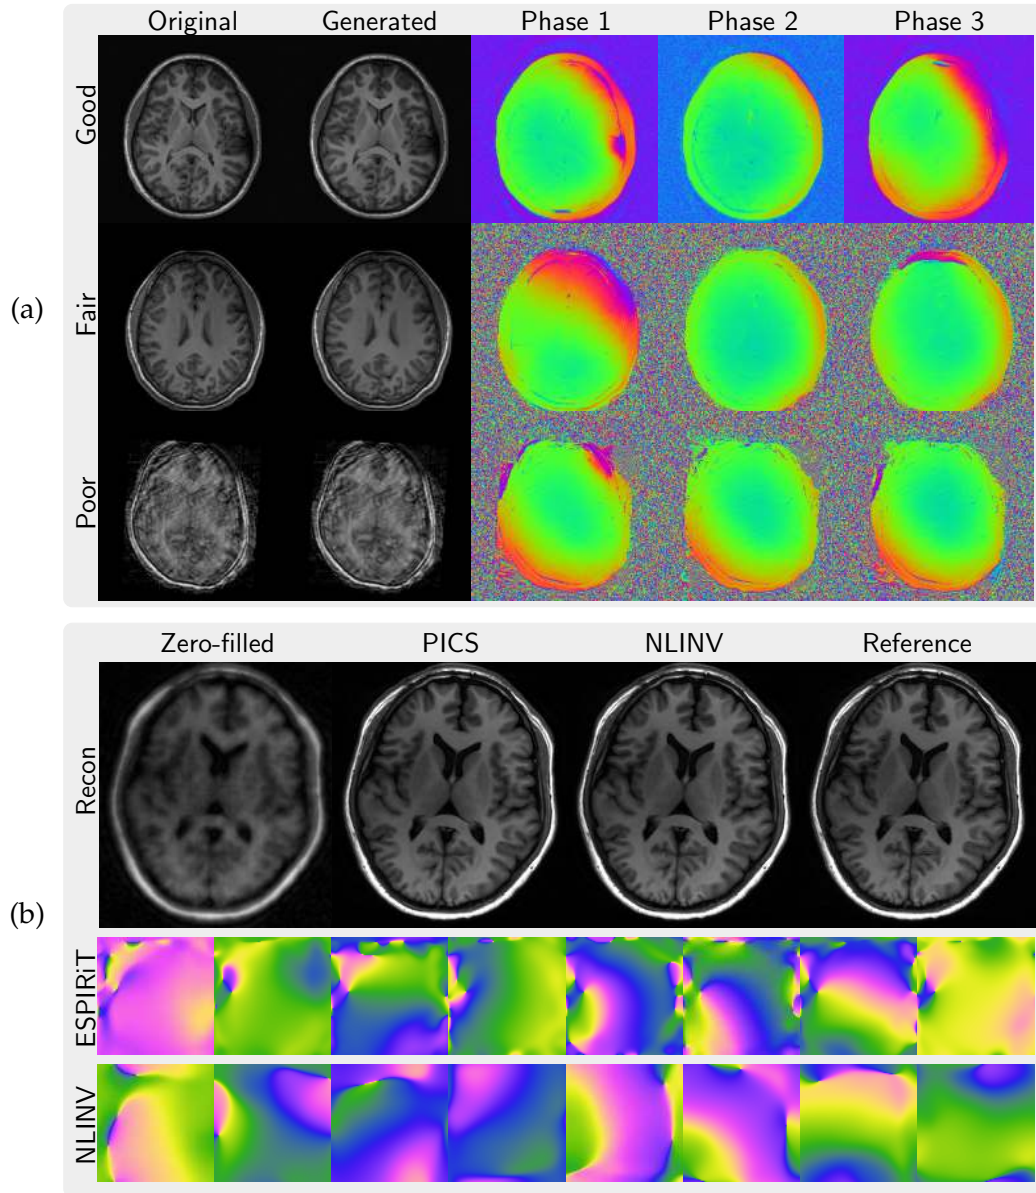 Original Generated Phase 1 Phase 2 Phase 3
Good
(a)
Fair
Poor
Zero-filled PICS NLINV Reference
Recon
(b)
ESPIRiT
NLINV